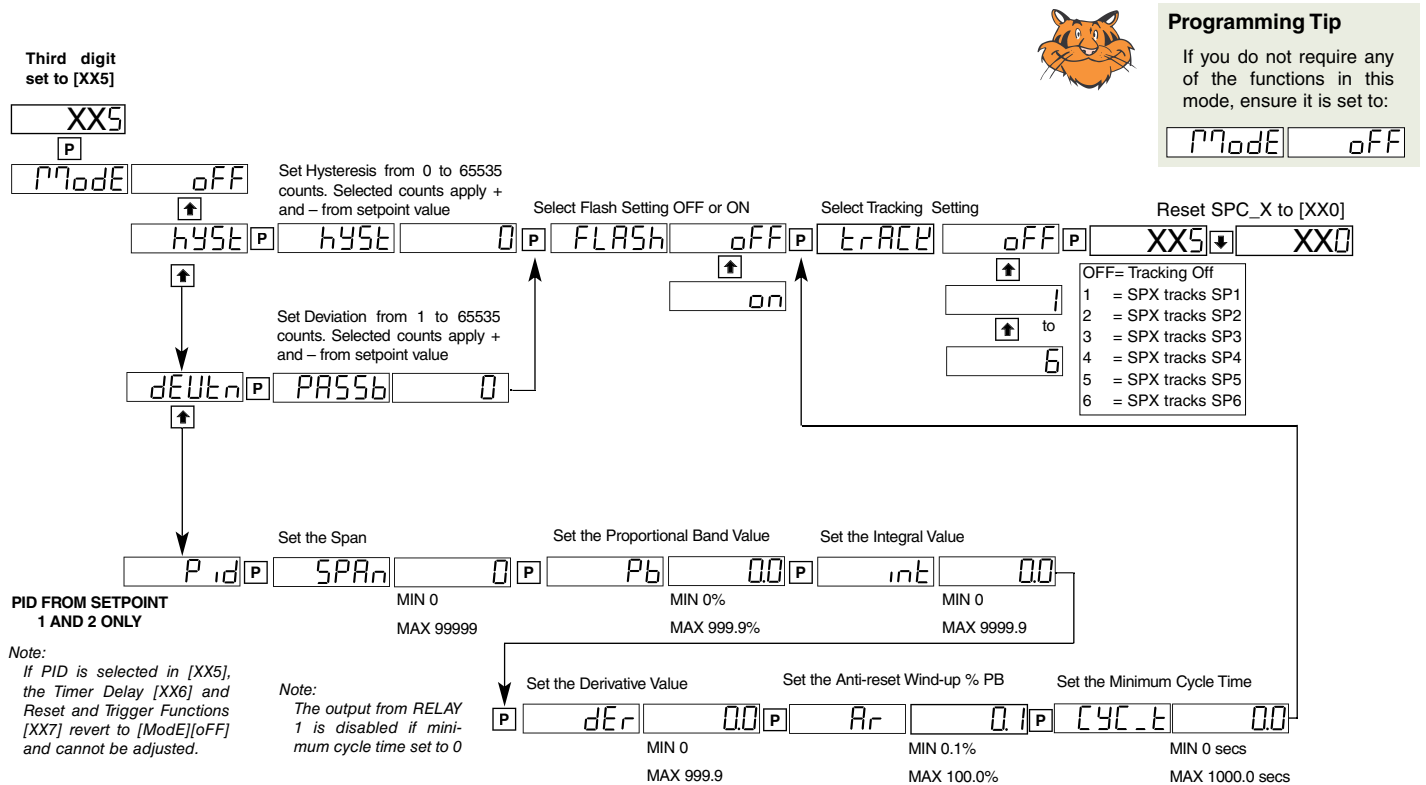 Programming Tip
If you do not require any
of the functions in this
mode, ensure it is set to:
ModE oFF
Third digit
set to [XX5]
XX5
P
ModE oFF
Set Hysteresis from 0 to 65535
counts. Selected counts apply +
and – from setpoint value
Select Flash Setting OFF or ON
Select Tracking Setting
Reset SPC_X to [XX0]
hYSt P hYSt 0 P FLASh oFF P trACK oFF P XX5 XX0
on
1
to
6
OFF= Tracking Off
1 = SPX tracks SP1
2 = SPX tracks SP2
3 = SPX tracks SP3
4 = SPX tracks SP4
5 = SPX tracks SP5
6 = SPX tracks SP6
Set Deviation from 1 to 65535
counts. Selected counts apply +
and – from setpoint value
dEVtn P PASSb 0
Set the Span
Set the Proportional Band Value
Set the Integral Value
Pid P SPAn 0 P Pb 0.0 P int 0.0
PID FROM SETPOINT
1 AND 2 ONLY
MIN 0
MAX 99999
MIN 0%
MAX 999.9%
MIN 0
MAX 9999.9
Note:
If PID is selected in [XX5],
the Timer Delay [XX6] and
Reset and Trigger Functions
[XX7] revert to [ModE][oFF]
and cannot be adjusted.
Note:
The output from RELAY
1 is disabled if mini-
mum cycle time set to 0
Set the Derivative Value
Set the Anti-reset Wind-up % PB
Set the Minimum Cycle Time
P dEr 0.0 P Ar 0.1 P CYC_t 0.0
MIN 0
MAX 999.9
MIN 0.1%
MAX 100.0%
MIN 0 secs
MAX 1000.0 secs